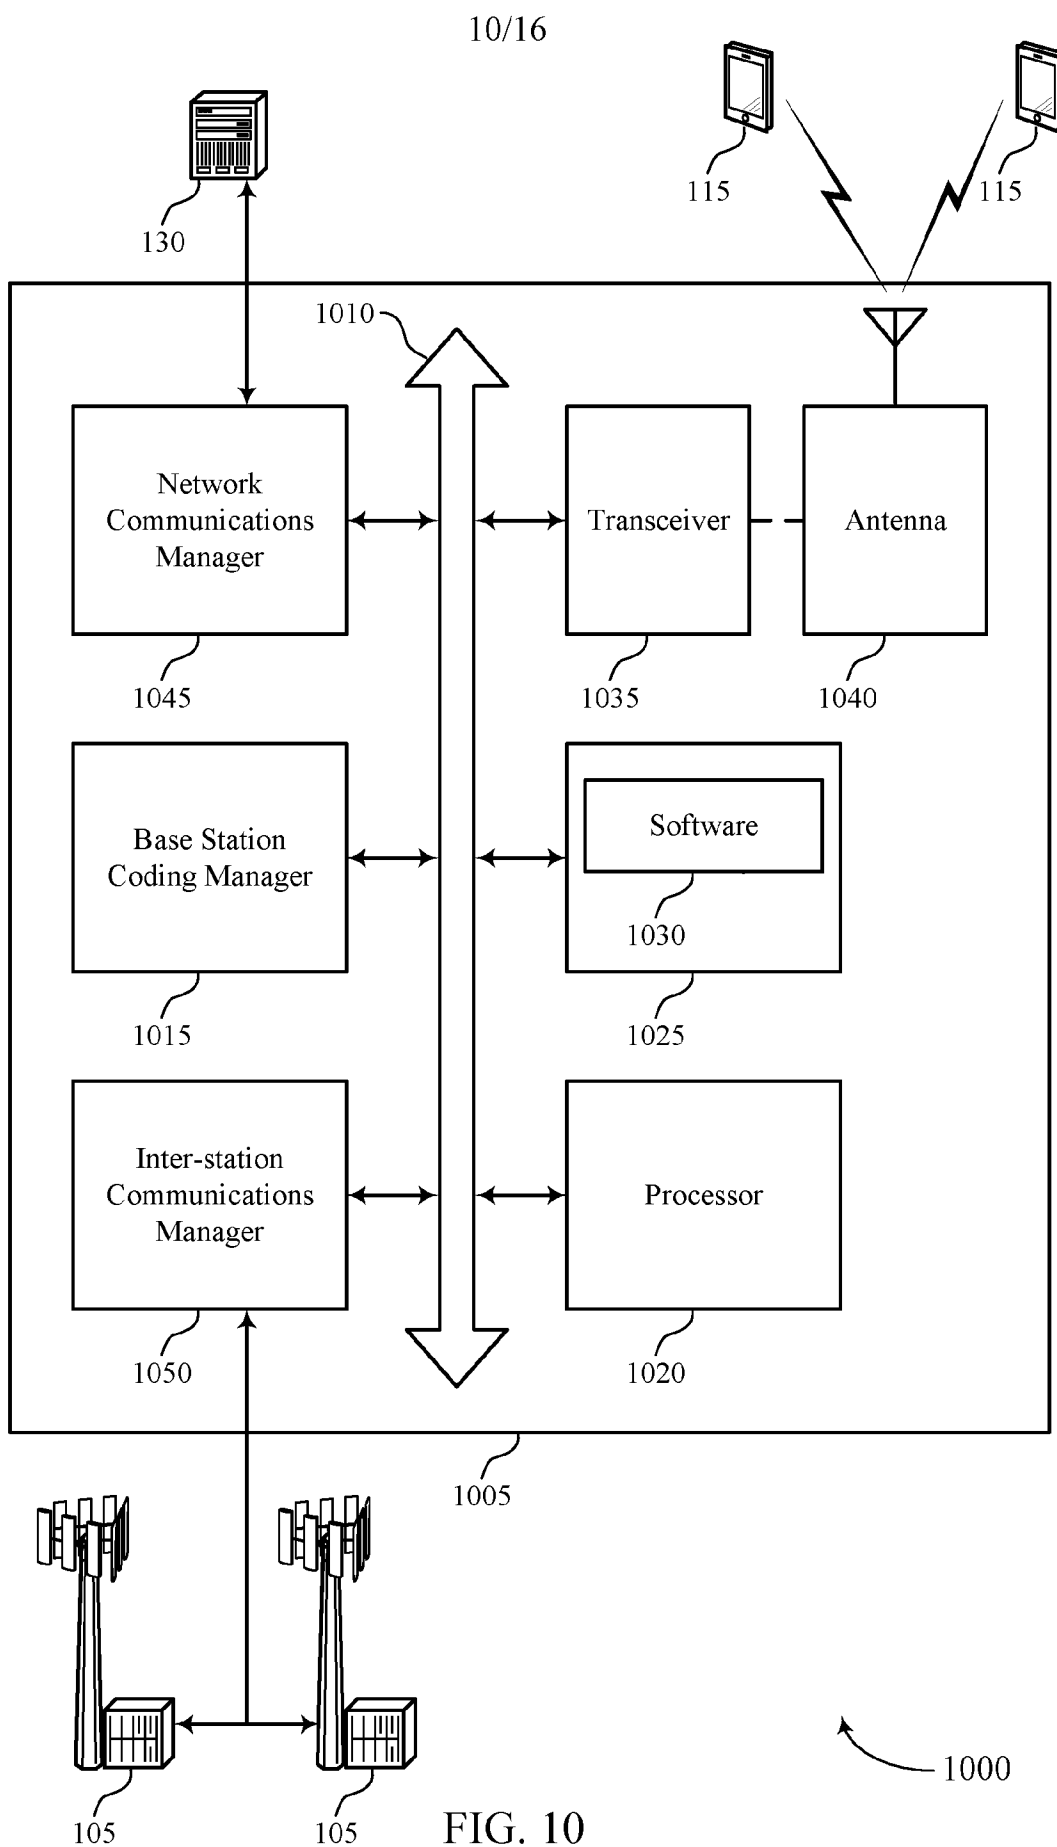 10/16
130
115
115
1010
Network
Communications
Manager
Transceiver
Antenna
1045
1035
1040
Base Station
Coding Manager
Software
1030
1015
1025
Inter-station
Communications
Manager
Processor
1050
1020
1005
1000
105
105
FIG. 10